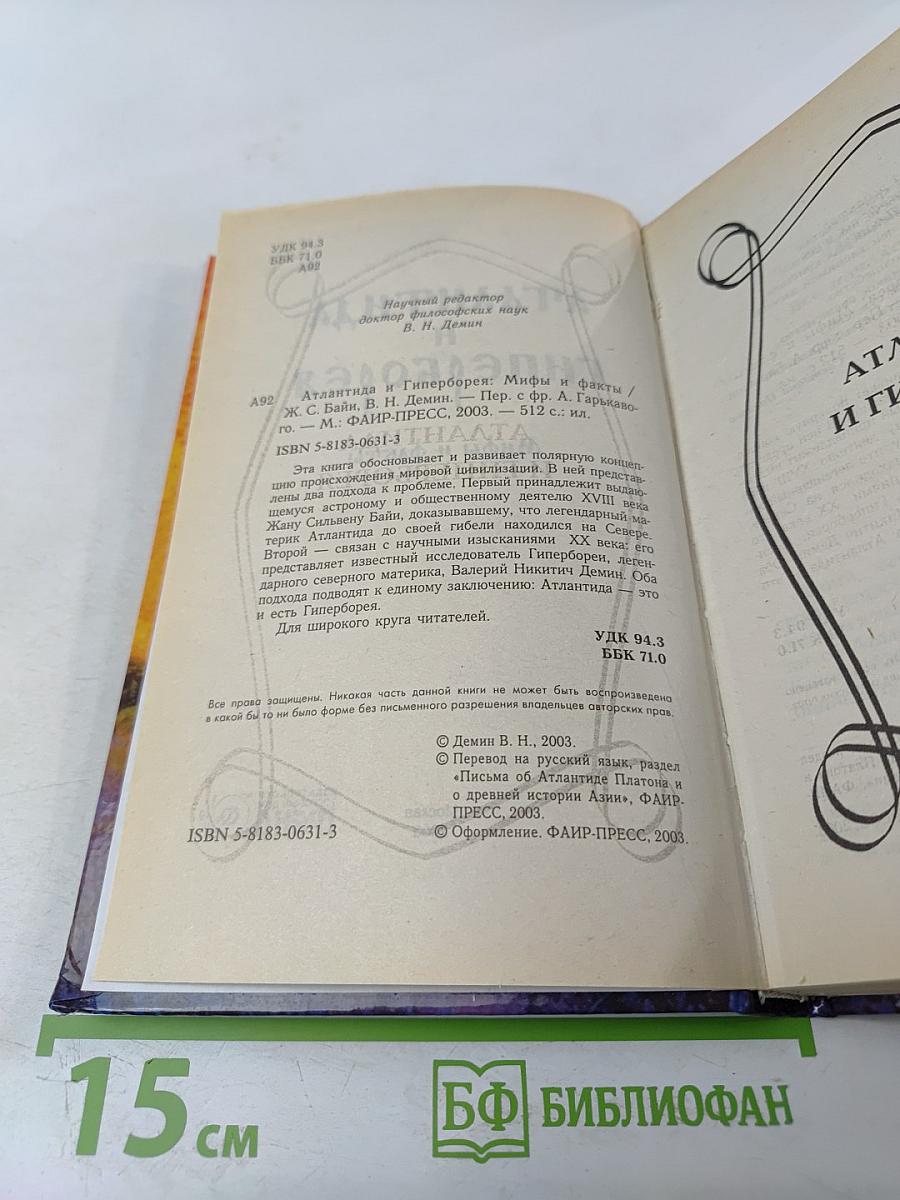 УДК 94.3
ББК 71.0
А92
Научный редактор
доктор философских наук
В. Н. Демин
Атлантида и Гиперборея: Мифы и факты /
А92 Ж. С. Байи, В. Н. Демин. — Пер. с фр. А. Гарькаво-
го. — М.: ФАИР-ПРЕСС, 2003. — 512 с.: ил.
ISBN 5-8183-0631-3
Эта книга обосновывает и развивает полярную концеп-
цию происхождения мировой цивилизации. В ней представ-
лены два подхода к проблеме. Первый принадлежит выдаю-
щемуся астроному и общественному деятелю XVIII века
Жану Сильвену Байи, доказывавшему, что легендарный ма-
терик Атлантида до своей гибели находился на Севере.
Второй — связан с научными изысканиями XX века: его
представляет известный исследователь Гипербореи, леген-
дарного северного материка, Валерий Никитич Демин. Оба
подхода подводят к единому заключению: Атлантида — это
и есть Гиперборея.
Для широкого круга читателей.
УДК 94.3
ББК 71.0
Все права защищены. Никакая часть данной книги не может быть воспроизведена
в какой бы то ни было форме без письменного разрешения владельцев авторских прав.
© Демин В. Н., 2003.
© Перевод на русский язык, раздел
«Письма об Атлантиде Платона и
о древней истории Азии», ФАИР-
ПРЕСС, 2003.
ISBN 5-8183-0631-3
© Оформление. ФАИР-ПРЕСС, 2003.
АТЛ
И ГИ
15 см
БФ БИБЛИОФАН